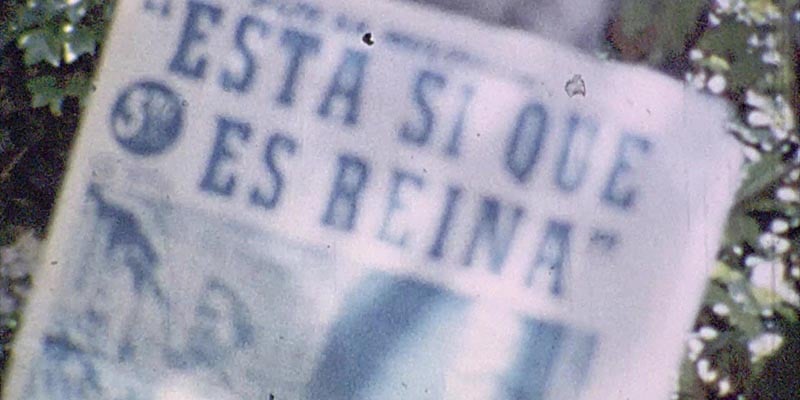 "ESTA SI QUE
ES REINA"